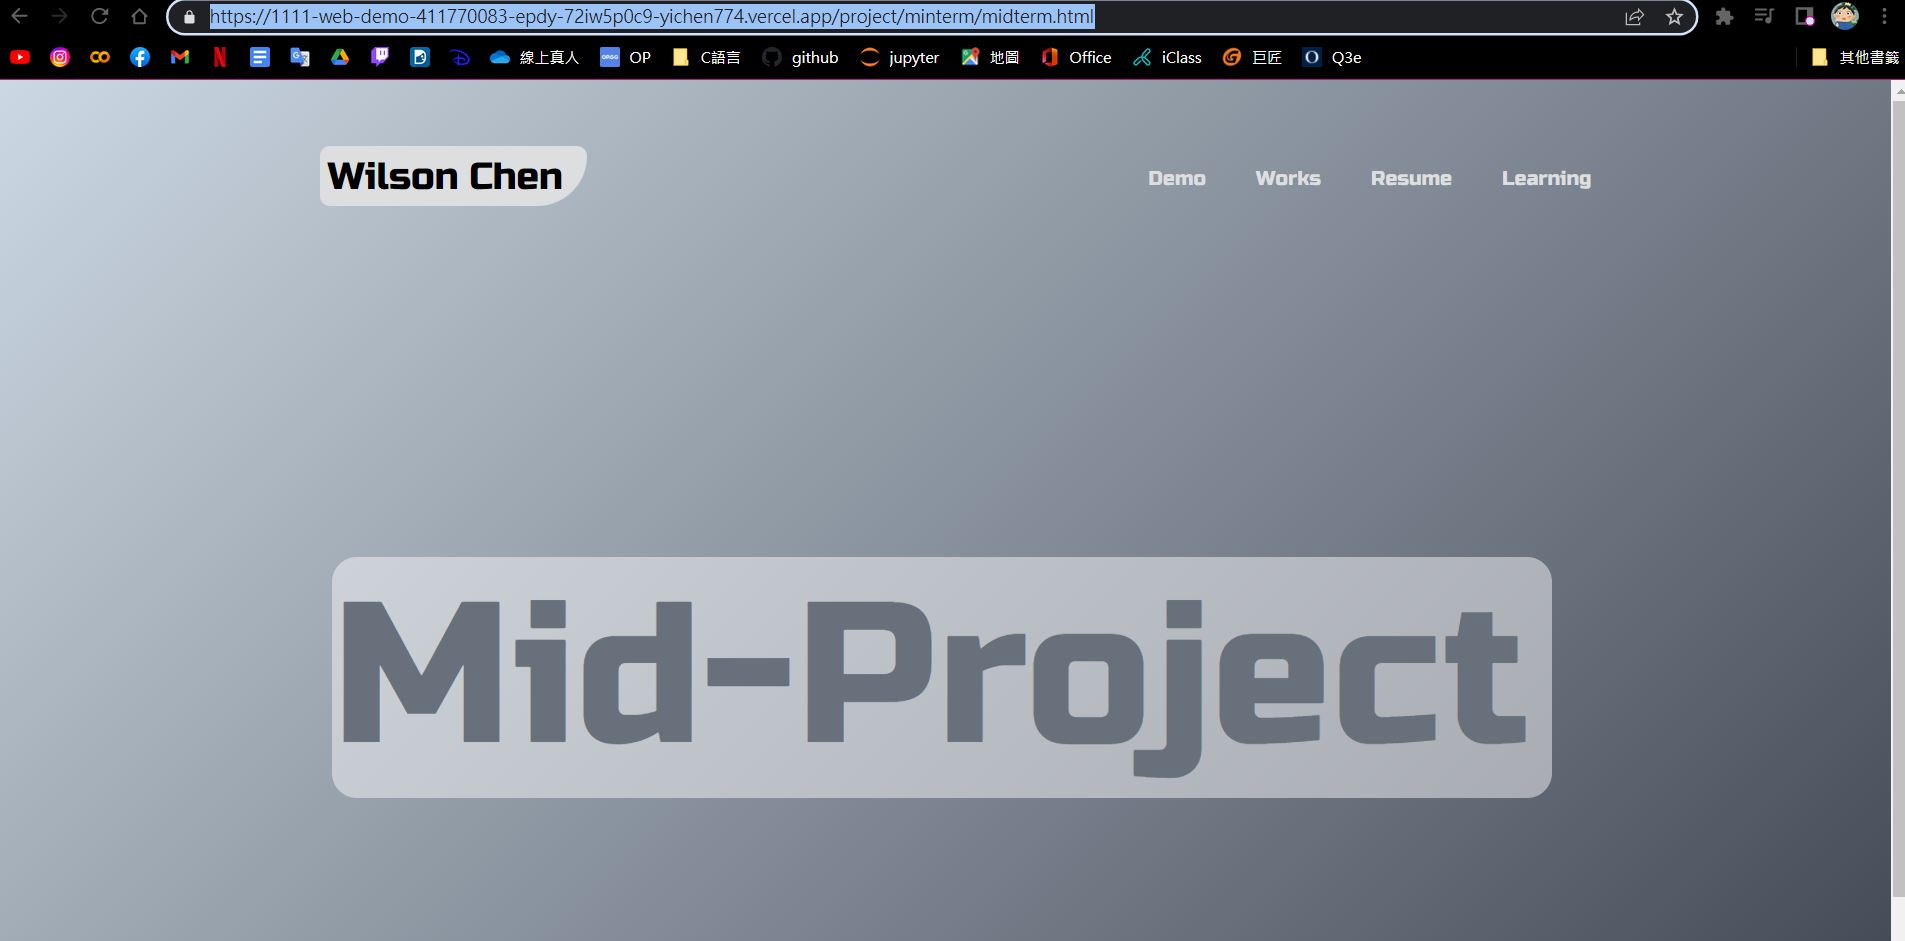 https://1111-web-demo-411770083-epdy-72iw5p0c9-yichen774.vercel.app/project/minterm/midterm.html
線上真人 OP C語言 github jupyter 地圖 Office iClass 巨匠 Q3e 其他書籤
Wilson Chen Demo Works Resume Learning
Mid-Project